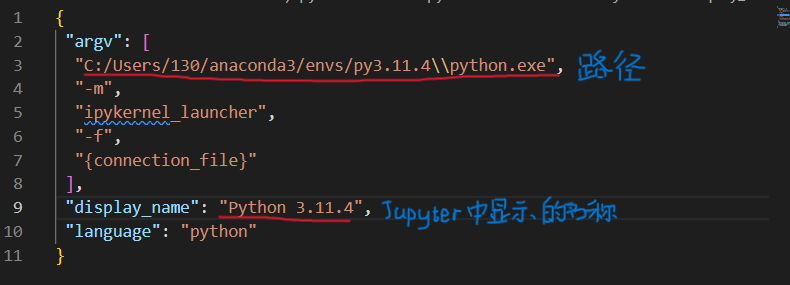 1 {
2 "argv": [
3 "C:/Users/130/anaconda3/envs/py3.11.4\\python.exe", 路径
4 "-m",
5 "ipykernel_launcher",
6 "-f",
7 "{connection_file}"
8 ],
9 "display_name": "Python 3.11.4", Jupyter中显示的名称
10 "language": "python"
11 }